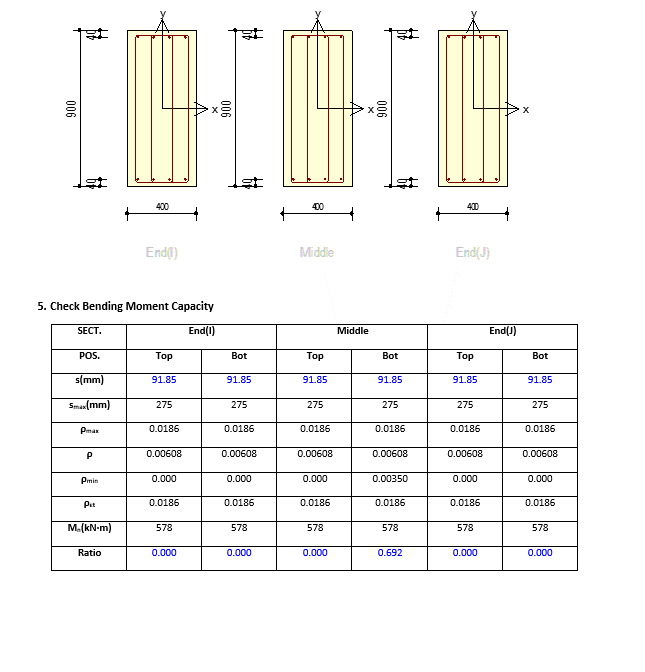 y y y
40 40 40
900 x 900 x 900 x
40 40 40
400 400 400
End(I) Middle End(J)
5. Check Bending Moment Capacity
SECT. End(I) Middle End(J)
POS. Top Bot Top Bot Top Bot
s(mm) 91.85 91.85 91.85 91.85 91.85 91.85
smax(mm) 275 275 275 275 275 275
ρmax 0.0186 0.0186 0.0186 0.0186 0.0186 0.0186
ρ 0.00608 0.00608 0.00608 0.00608 0.00608 0.00608
ρmin 0.000 0.000 0.000 0.00350 0.000 0.000
ρεt 0.0186 0.0186 0.0186 0.0186 0.0186 0.0186
Mn(kN·m) 578 578 578 578 578 578
Ratio 0.000 0.000 0.000 0.692 0.000 0.000